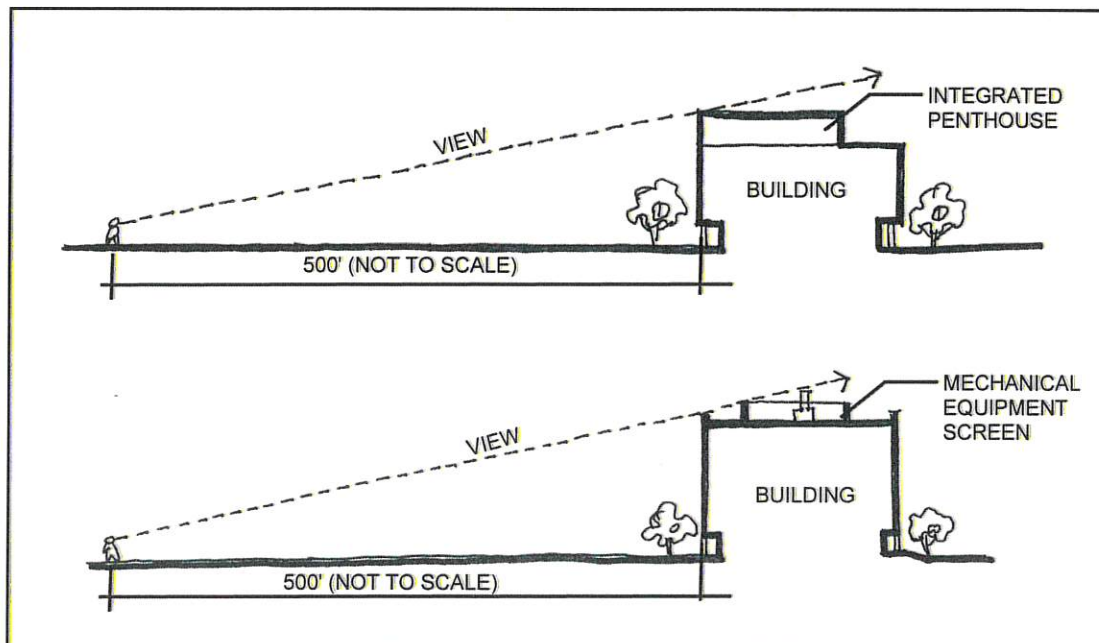 INTEGRATED
PENTHOUSE
VIEW
BUILDING
500' (NOT TO SCALE)
MECHANICAL
EQUIPMENT
SCREEN
VIEW
BUILDING
500' (NOT TO SCALE)